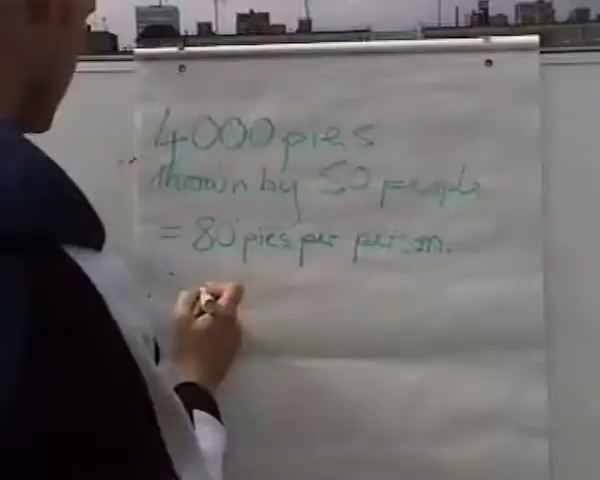 4000 pies
thrown by 50 people
= 80 pies per person.